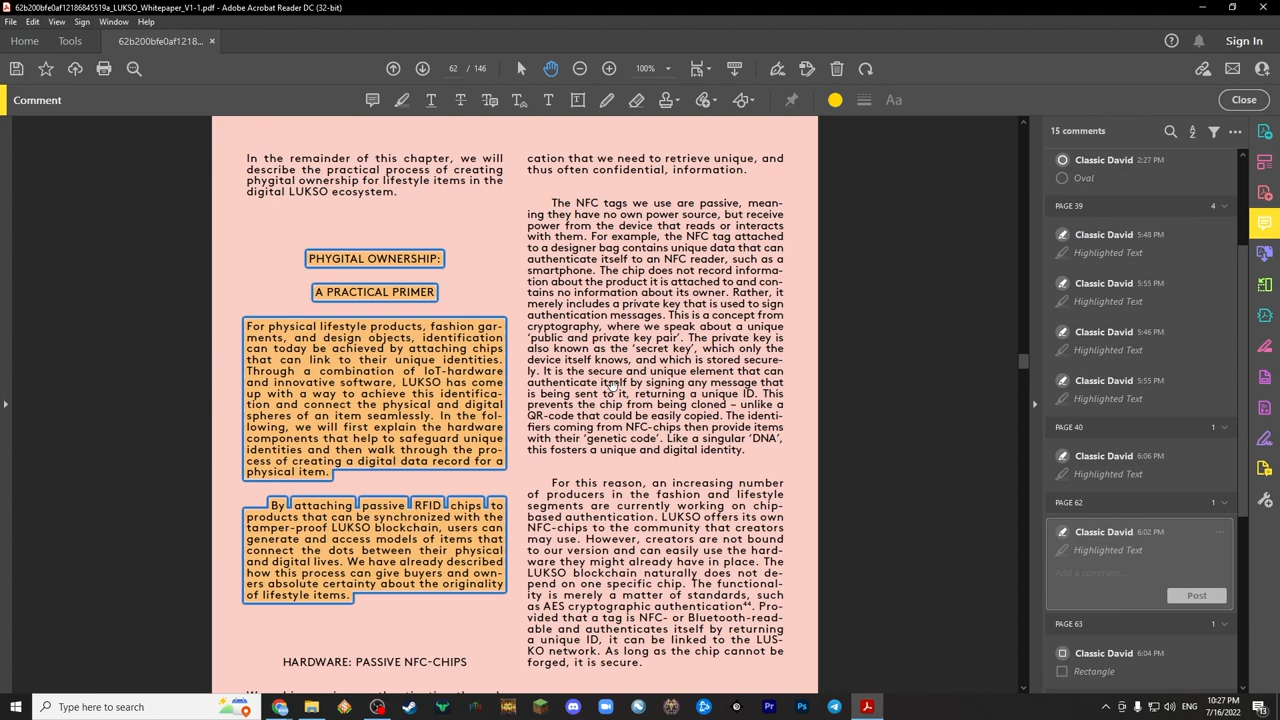 62b200bfe0af12186845519a_LUKSO_Whitepaper_V1-1.pdf - Adobe Acrobat Reader DC (32-bit)
File Edit View Sign Window Help
Home Tools 62b200bfe0af1218... Sign In
62 / 146 100%
Comment Close
In the remainder of this chapter, we will
describe the practical process of creating
phygital ownership for lifestyle items in the
digital LUKSO ecosystem.
PHYGITAL OWNERSHIP:
A PRACTICAL PRIMER
For physical lifestyle products, fashion gar-
ments, and design objects, identification
can today be achieved by attaching chips
that can link to their unique identities.
Through a combination of IoT-hardware
and innovative software, LUKSO has come
up with a way to achieve this identifica-
tion and connect the physical and digital
spheres of an item seamlessly. In the fol-
lowing, we will first explain the hardware
components that help to safeguard unique
identities and then walk through the pro-
cess of creating a digital data record for a
physical item.
By attaching passive RFID chips to
products that can be synchronized with the
tamper-proof LUKSO blockchain, users can
generate and access models of items that
connect the dots between their physical
and digital lives. We have already described
how this process can give buyers and own-
ers absolute certainty about the originality
of lifestyle items.
HARDWARE: PASSIVE NFC-CHIPS
cation that we need to retrieve unique, and
thus often confidential, information.
The NFC tags we use are passive, mean-
ing they have no own power source, but receive
power from the device that reads or interacts
with them. For example, the NFC tag attached
to a designer bag contains unique data that can
authenticate itself to an NFC reader, such as a
smartphone. The chip does not record informa-
tion about the product it is attached to and con-
tains no information about its owner. Rather, it
merely includes a private key that is used to sign
authentication messages. This is a concept from
cryptography, where we speak about a unique
‘public and private key pair’. The private key is
also known as the ‘secret key’, which only the
device itself knows, and which is stored secure-
ly. It is the secure and unique element that can
authenticate itself by signing any message that
is being sent to it, returning a unique ID. This
prevents the chip from being cloned – unlike a
QR-code that could be easily copied. The identi-
fiers coming from NFC-chips then provide items
with their ‘genetic code’. Like a singular ‘DNA’,
this fosters a unique and digital identity.
For this reason, an increasing number
of producers in the fashion and lifestyle
segments are currently working on chip-
based authentication. LUKSO offers its own
NFC-chips to the community that creators
may use. However, creators are not bound
to our version and can easily use the hard-
ware they might already have in place. The
LUKSO blockchain naturally does not de-
pend on one specific chip. The functional-
ity is merely a matter of standards, such
as AES cryptographic authentication⁴⁴. Pro-
vided that a tag is NFC- or Bluetooth-read-
able and authenticates itself by returning
a unique ID, it can be linked to the LUS-
KO network. As long as the chip cannot be
forged, it is secure.
15 comments
Classic David 2:27 PM
Oval
PAGE 39 4
Classic David 5:48 PM
Highlighted Text
Classic David 5:55 PM
Highlighted Text
Classic David 5:46 PM
Highlighted Text
Classic David 5:55 PM
Highlighted Text
PAGE 40 1
Classic David 6:06 PM
Highlighted Text
PAGE 62 1
Classic David 6:02 PM
Highlighted Text
Add a comment...
Post
PAGE 63 1
Classic David 6:04 PM
Rectangle
Type here to search
10:27 PM
7/16/2022